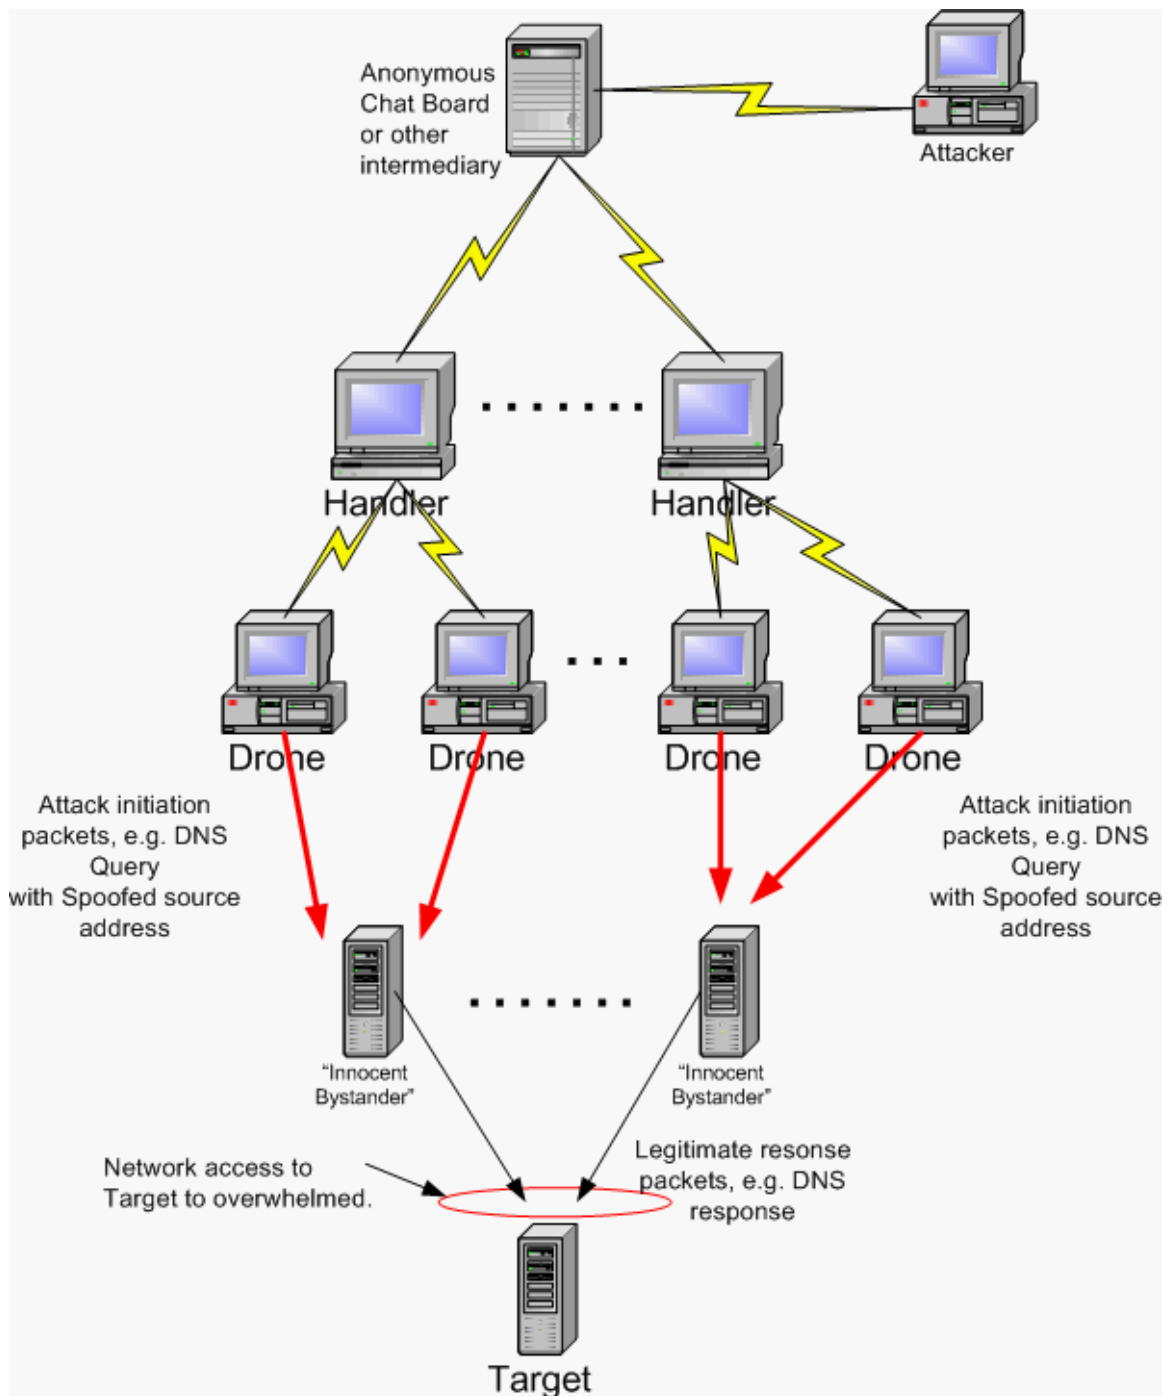 Anonymous
Chat Board
or other
intermediary
Attacker
Handler
Handler
Drone
Drone
Drone
Drone
Attack initiation
packets, e.g. DNS
Query
with Spoofed source
address
Attack initiation
packets, e.g. DNS
Query
with Spoofed source
address
“Innocent
Bystander”
“Innocent
Bystander”
Network access to
Target to overwhelmed.
Legitimate resonse
packets, e.g. DNS
response
Target